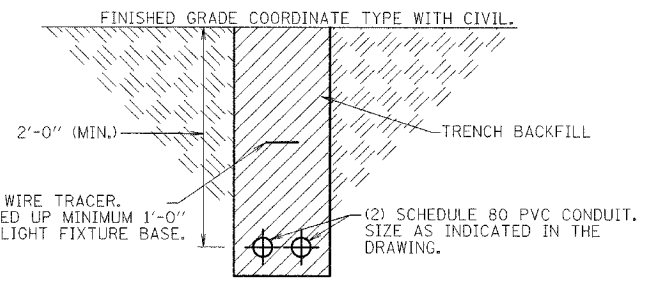 FINISHED GRADE COORDINATE TYPE WITH CIVIL.
2'-0" (MIN.)
TRENCH BACKFILL
WIRE TRACER.
ED UP MINIMUM 1'-0"
LIGHT FIXTURE BASE.
(2) SCHEDULE 80 PVC CONDUIT.
SIZE AS INDICATED IN THE
DRAWING.